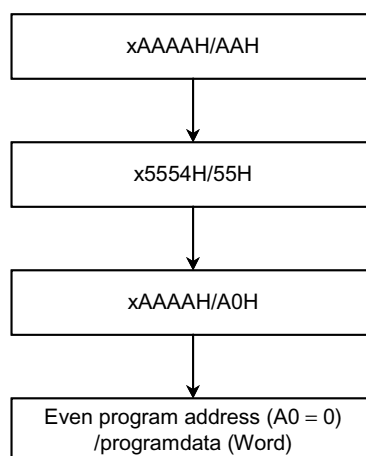 xAAAAH/AAH
x5554H/55H
xAAAAH/A0H
Even program address (A0 = 0)
/programdata (Word)